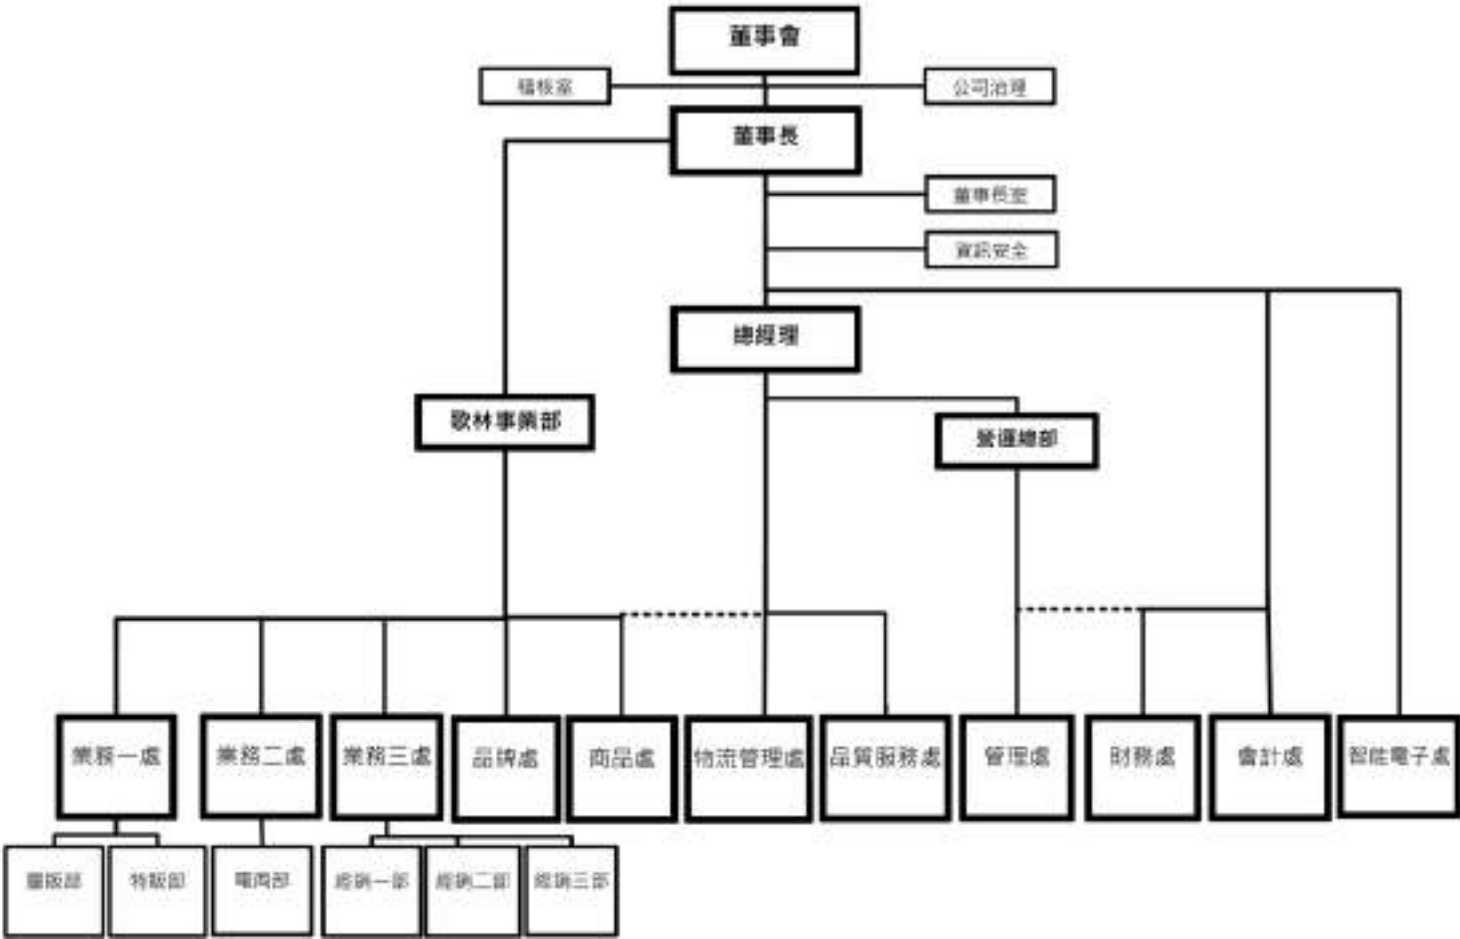 董事會
稽核室
公司治理
董事長
董事長室
資訊安全
總經理
歌林事業部
營運總部
業務一處
業務二處
業務三處
品牌處
商品處
物流管理處
品質服務處
管理處
財務處
會計處
智能電子處
量販部
特販部
電商部
經銷一部
經銷二部
經銷三部